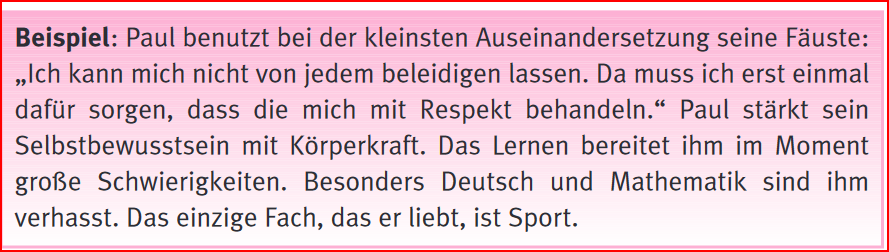 Beispiel: Paul benutzt bei der kleinsten Auseinandersetzung seine Fäuste:
„Ich kann mich nicht von jedem beleidigen lassen. Da muss ich erst einmal
dafür sorgen, dass die mich mit Respekt behandeln.“ Paul stärkt sein
Selbstbewusstsein mit Körperkraft. Das Lernen bereitet ihm im Moment
große Schwierigkeiten. Besonders Deutsch und Mathematik sind ihm
verhasst. Das einzige Fach, das er liebt, ist Sport.